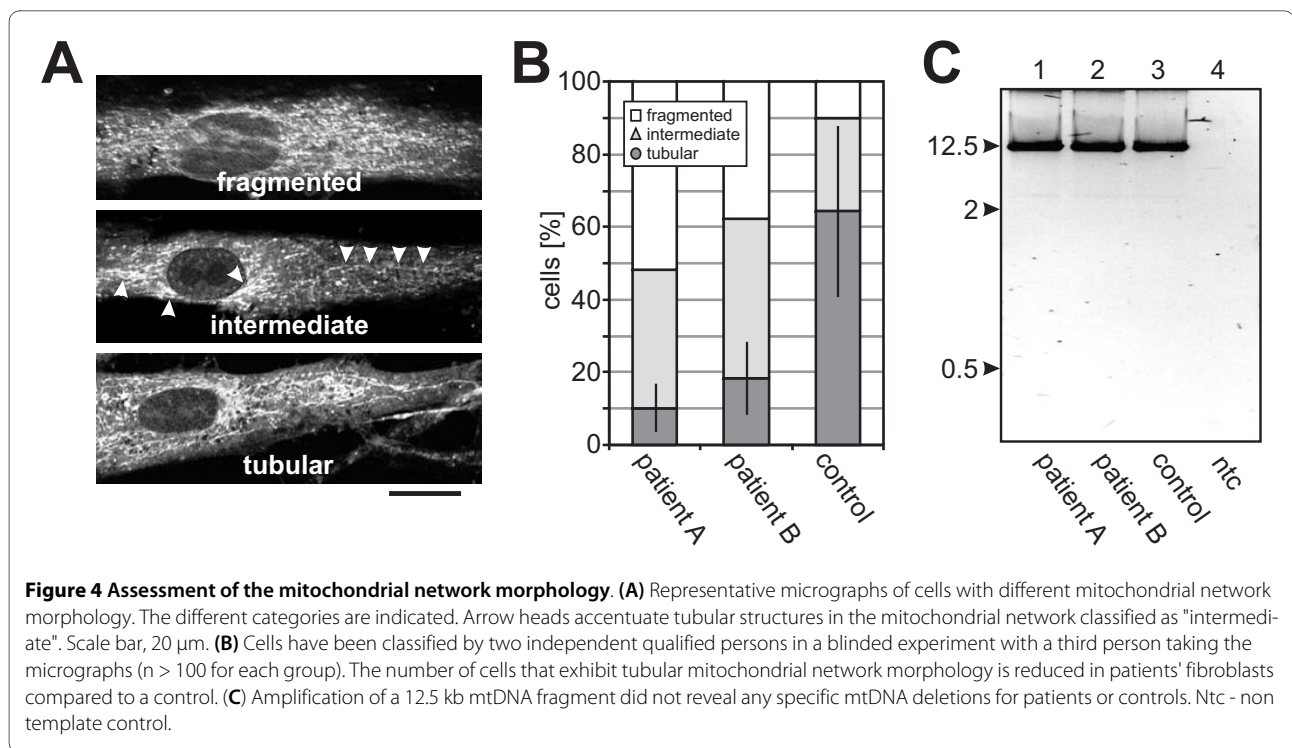 A
fragmented
intermediate
tubular
B
100
80
60
40
20
0
cells [%]
fragmented
intermediate
tubular
patient A
patient B
control
C
1 2 3 4
12.5
2
0.5
patient A
patient B
control
ntc
Figure 4 Assessment of the mitochondrial network morphology. (A) Representative micrographs of cells with different mitochondrial network
morphology. The different categories are indicated. Arrow heads accentuate tubular structures in the mitochondrial network classified as "intermedi-
ate". Scale bar, 20 μm. (B) Cells have been classified by two independent qualified persons in a blinded experiment with a third person taking the
micrographs (n > 100 for each group). The number of cells that exhibit tubular mitochondrial network morphology is reduced in patients' fibroblasts
compared to a control. (C) Amplification of a 12.5 kb mtDNA fragment did not reveal any specific mtDNA deletions for patients or controls. Ntc - non
template control.